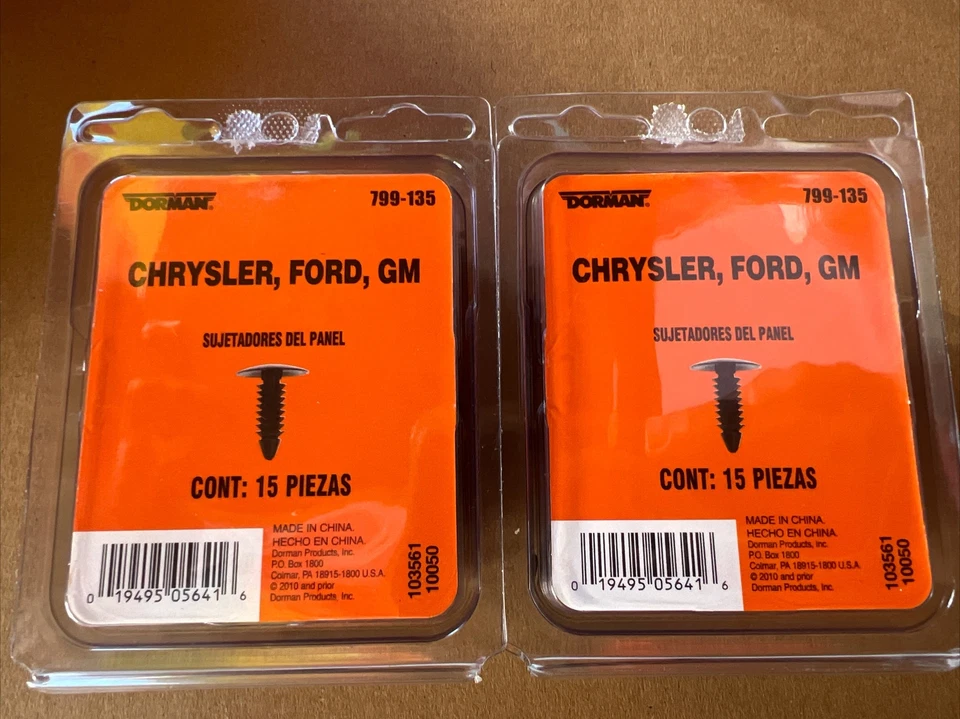 DORMAN®
799-135
CHRYSLER, FORD, GM
SUJETADORES DEL PANEL
CONT: 15 PIEZAS
MADE IN CHINA.
HECHO EN CHINA.
Dorman Products, Inc.
P.O. Box 1800
Colmar, PA 18915-1800 U.S.A.
© 2010 and prior
Dorman Products, Inc.
103561
10050
0 19495 05641 6
DORMAN®
799-135
CHRYSLER, FORD, GM
SUJETADORES DEL PANEL
CONT: 15 PIEZAS
MADE IN CHINA.
HECHO EN CHINA.
Dorman Products, Inc.
P.O. Box 1800
Colmar, PA 18915-1800 U.S.A.
© 2010 and prior
Dorman Products, Inc.
103561
10050
0 19495 05641 6